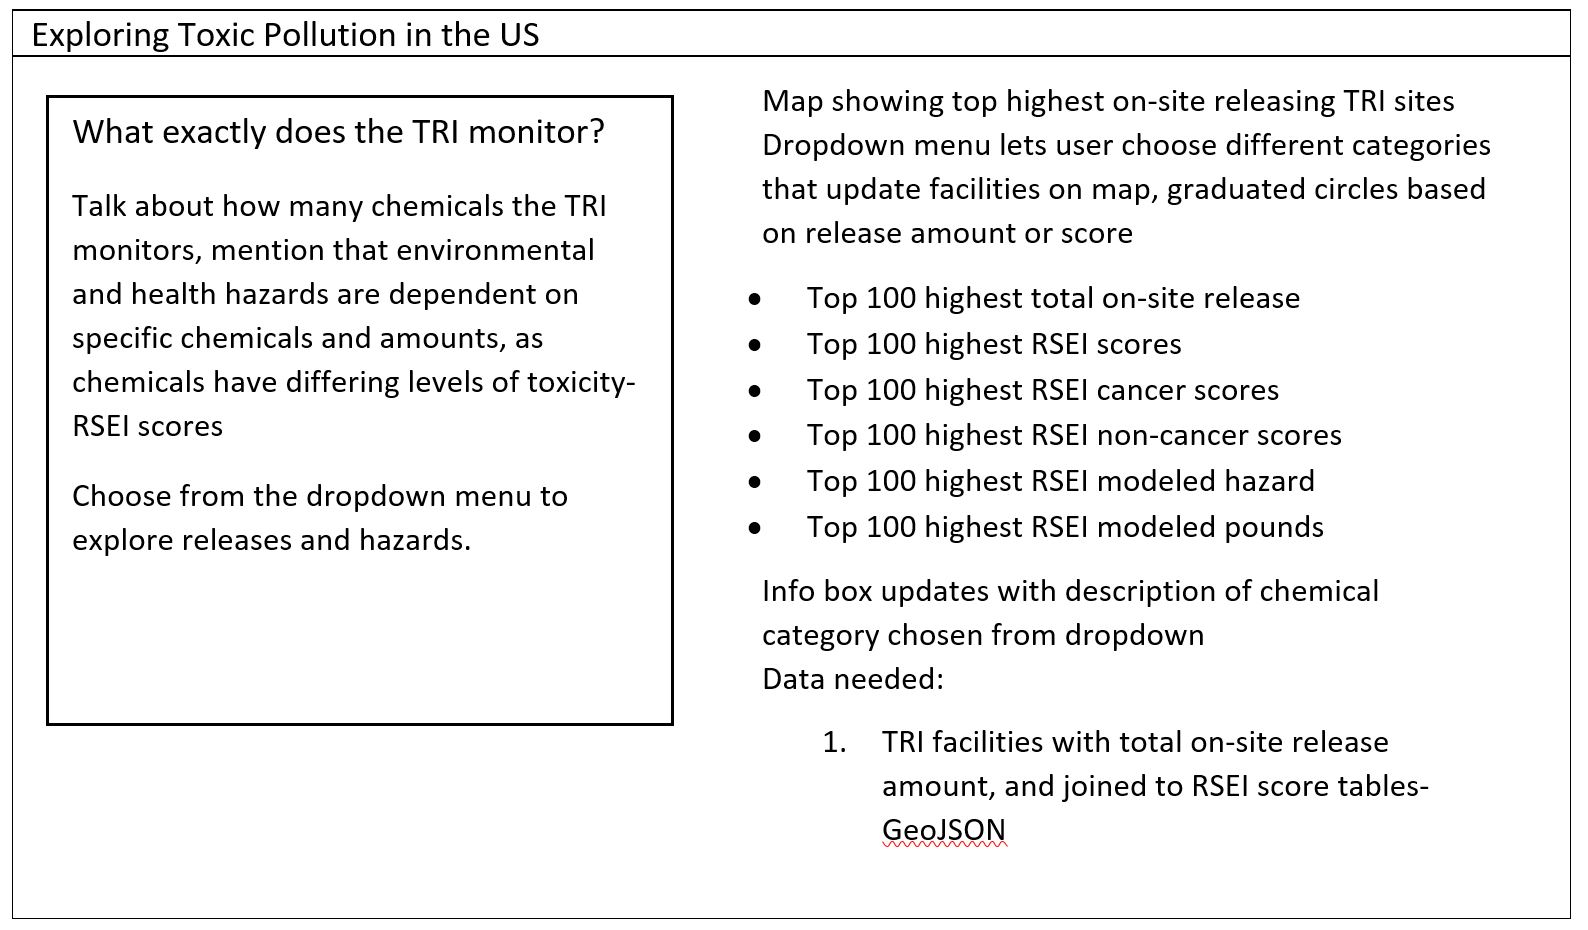 Exploring Toxic Pollution in the US
What exactly does the TRI monitor?
Talk about how many chemicals the TRI
monitors, mention that environmental
and health hazards are dependent on
specific chemicals and amounts, as
chemicals have differing levels of toxicity-
RSEI scores
Choose from the dropdown menu to
explore releases and hazards.
Map showing top highest on-site releasing TRI sites
Dropdown menu lets user choose different categories
that update facilities on map, graduated circles based
on release amount or score
• Top 100 highest total on-site release
• Top 100 highest RSEI scores
• Top 100 highest RSEI cancer scores
• Top 100 highest RSEI non-cancer scores
• Top 100 highest RSEI modeled hazard
• Top 100 highest RSEI modeled pounds
Info box updates with description of chemical
category chosen from dropdown
Data needed:
1. TRI facilities with total on-site release
amount, and joined to RSEI score tables-
GeoJSON